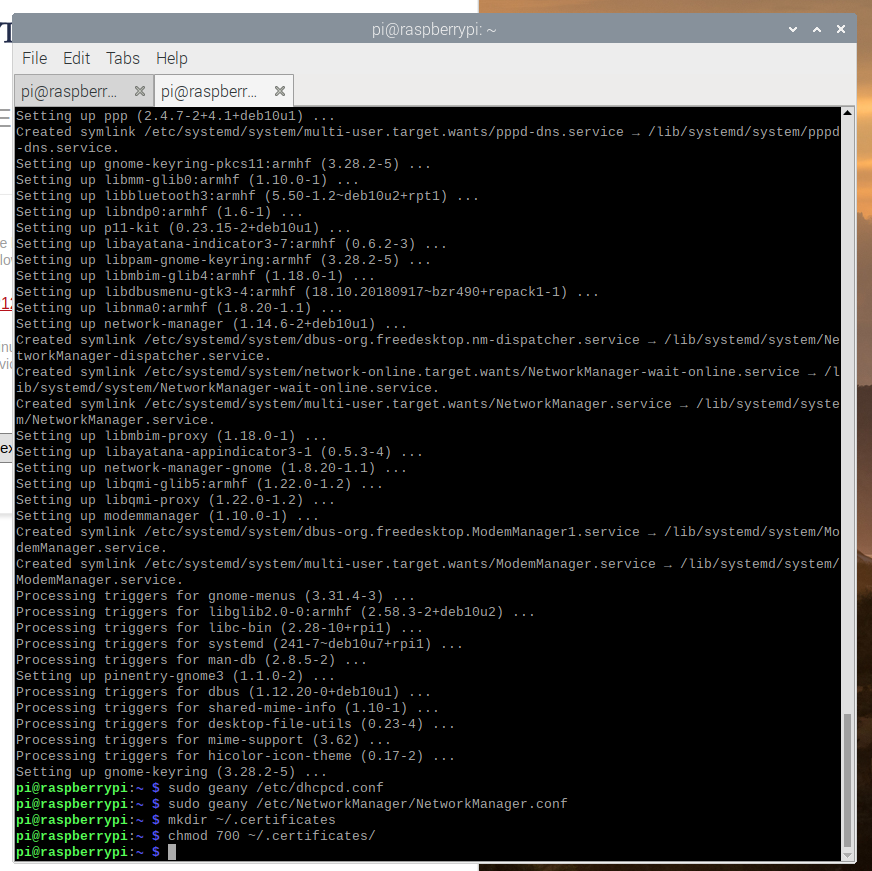 T
pi@raspberrypi: ~
File Edit Tabs Help
pi@raspberr... pi@raspberr...
Setting up ppp (2.4.7-2+4.1+deb10u1) ...
Created symlink /etc/systemd/system/multi-user.target.wants/pppd-dns.service → /lib/systemd/system/pppd
-dns.service.
Setting up gnome-keyring-pkcs11:armhf (3.28.2-5) ...
Setting up libmm-glib0:armhf (1.10.0-1) ...
Setting up libbluetooth3:armhf (5.50-1.2~deb10u2+rpt1) ...
Setting up libndp0:armhf (1.6-1) ...
Setting up p11-kit (0.23.15-2+deb10u1) ...
Setting up libayatana-indicator3-7:armhf (0.6.2-3) ...
Setting up libpam-gnome-keyring:armhf (3.28.2-5) ...
Setting up libmbim-glib4:armhf (1.18.0-1) ...
Setting up libdbusmenu-gtk3-4:armhf (18.10.20180917~bzr490+repack1-1) ...
Setting up libnma0:armhf (1.8.20-1.1) ...
Setting up network-manager (1.14.6-2+deb10u1) ...
Created symlink /etc/systemd/system/dbus-org.freedesktop.nm-dispatcher.service → /lib/systemd/system/Ne
tworkManager-dispatcher.service.
Created symlink /etc/systemd/system/network-online.target.wants/NetworkManager-wait-online.service → /l
ib/systemd/system/NetworkManager-wait-online.service.
Created symlink /etc/systemd/system/multi-user.target.wants/NetworkManager.service → /lib/systemd/syste
m/NetworkManager.service.
Setting up libmbim-proxy (1.18.0-1) ...
Setting up libayatana-appindicator3-1 (0.5.3-4) ...
Setting up network-manager-gnome (1.8.20-1.1) ...
Setting up libqmi-glib5:armhf (1.22.0-1.2) ...
Setting up libqmi-proxy (1.22.0-1.2) ...
Setting up modemmanager (1.10.0-1) ...
Created symlink /etc/systemd/system/dbus-org.freedesktop.ModemManager1.service → /lib/systemd/system/Mo
demManager.service.
Created symlink /etc/systemd/system/multi-user.target.wants/ModemManager.service → /lib/systemd/system/
ModemManager.service.
Processing triggers for gnome-menus (3.31.4-3) ...
Processing triggers for libglib2.0-0:armhf (2.58.3-2+deb10u2) ...
Processing triggers for libc-bin (2.28-10+rpi1) ...
Processing triggers for systemd (241-7~deb10u7+rpi1) ...
Processing triggers for man-db (2.8.5-2) ...
Setting up pinentry-gnome3 (1.1.0-2) ...
Processing triggers for dbus (1.12.20-0+deb10u1) ...
Processing triggers for shared-mime-info (1.10-1) ...
Processing triggers for desktop-file-utils (0.23-4) ...
Processing triggers for mime-support (3.62) ...
Processing triggers for hicolor-icon-theme (0.17-2) ...
Setting up gnome-keyring (3.28.2-5) ...
pi@raspberrypi:~ $ sudo geany /etc/dhcpcd.conf
pi@raspberrypi:~ $ sudo geany /etc/NetworkManager/NetworkManager.conf
pi@raspberrypi:~ $ mkdir ~/.certificates
pi@raspberrypi:~ $ chmod 700 ~/.certificates/
pi@raspberrypi:~ $